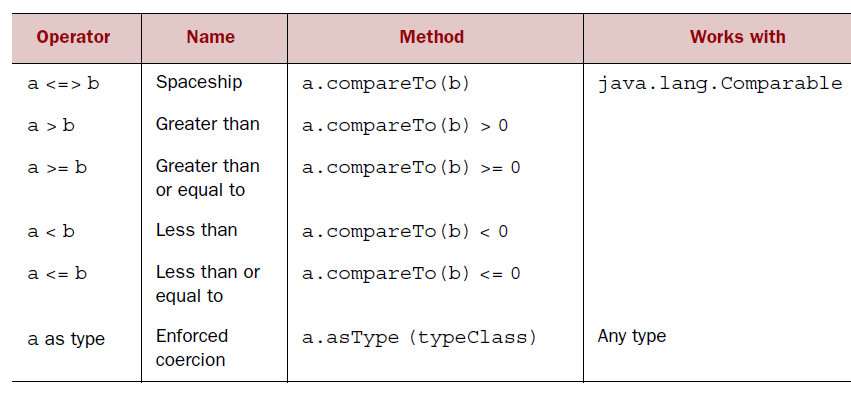 Operator Name Method Works with
a <=> b Spaceship a.compareTo(b) java.lang.Comparable
a > b Greater than a.compareTo(b) > 0
a >= b Greater than a.compareTo(b) >= 0
or equal to
a < b Less than a.compareTo(b) < 0
a <= b Less than or a.compareTo(b) <= 0
equal to
a as type Enforced a.asType (typeClass) Any type
coercion